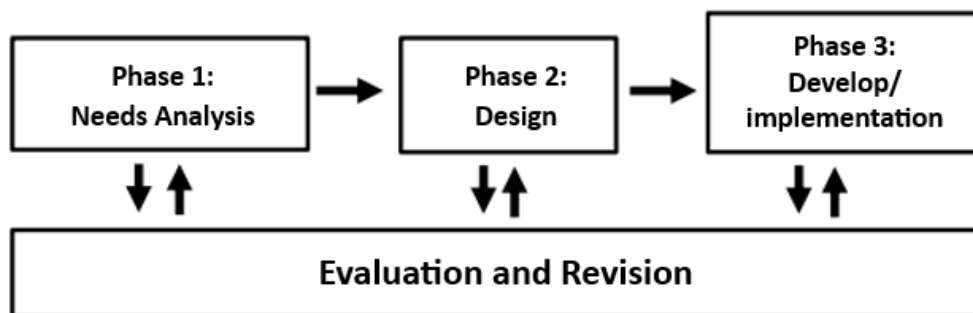 Phase 1:
Needs Analysis
Phase 2:
Design
Phase 3:
Develop/
implementation
Evaluation and Revision